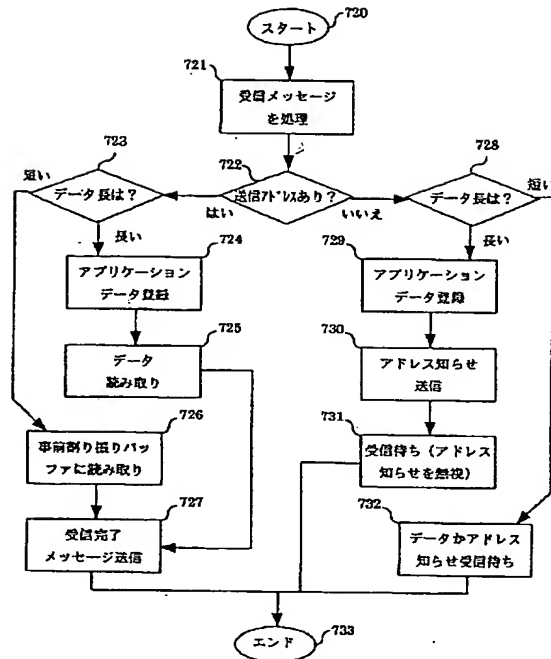 スタート
720
721
受信メッセージ
を処理
723
722
728
短い
データ長は?
送信アドレスあり?
データ長は?
短い
はい
いいえ
長い
724
729
長い
アプリケーション
データ登録
アプリケーション
データ登録
725
730
データ
読み取り
アドレス知らせ
送信
726
731
事前割り振りバッ
ファに読み取り
受信待ち(アドレス
知らせを無視)
727
732
受信完了
メッセージ送信
データかアドレス
知らせ受信待ち
エンド
733